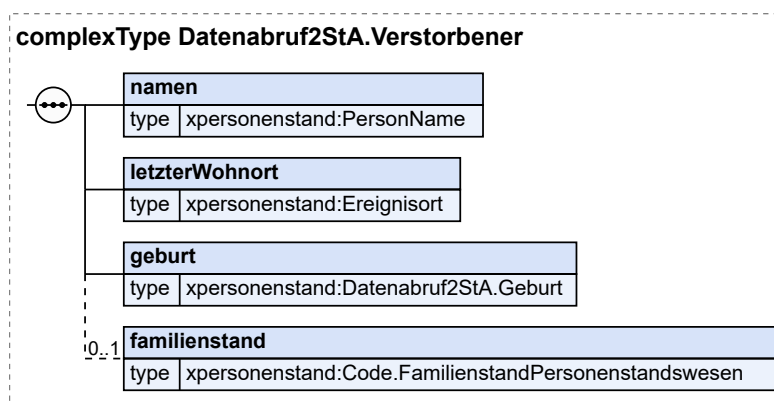 complexType Datenabruf2StA.Verstorbener
namen
type xpersonenstand:PersonName
letzterWohnort
type xpersonenstand:Ereignisort
geburt
type xpersonenstand:Datenabruf2StA.Geburt
0..1 familienstand
type xpersonenstand:Code.FamilienstandPersonenstandswesen